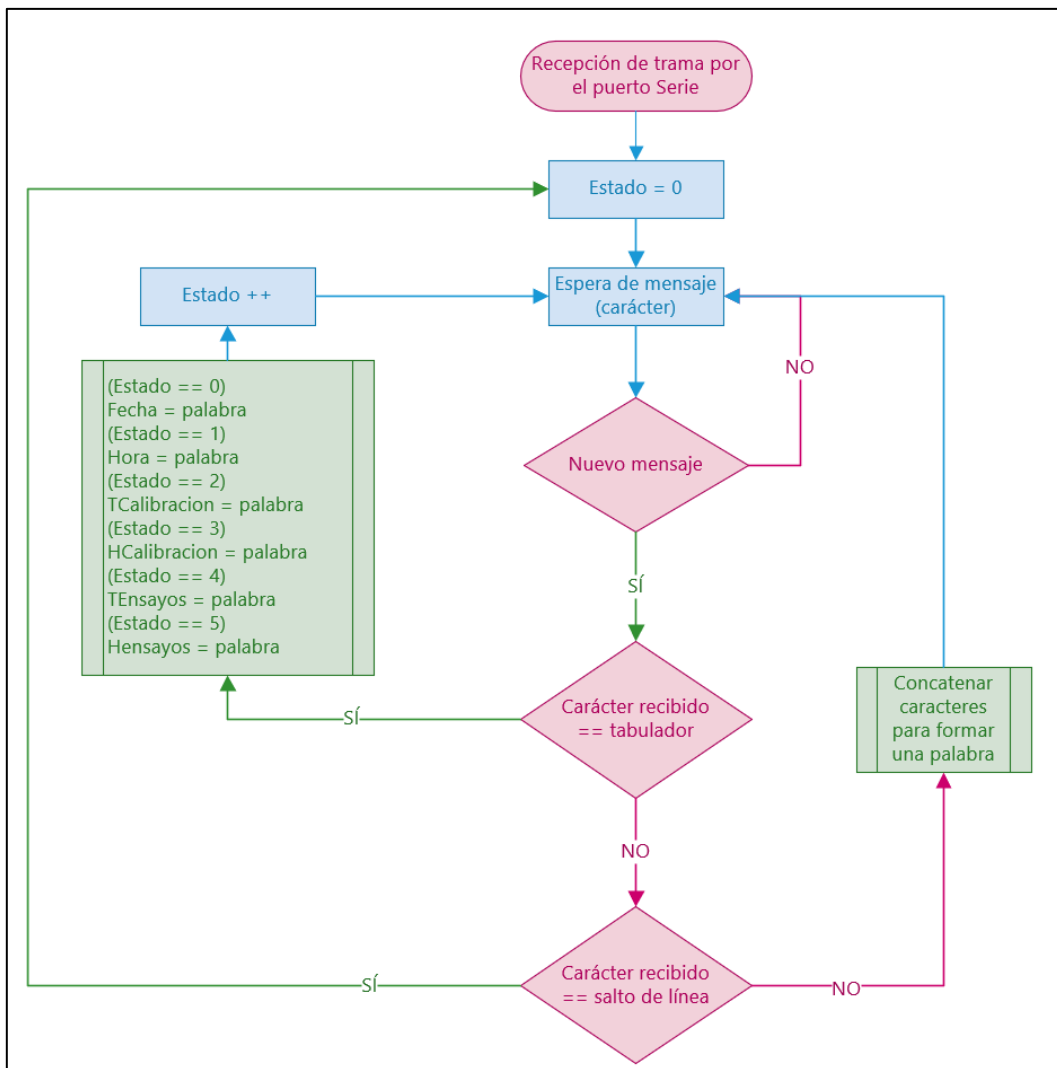 Recepción de trama por
el puerto Serie
Estado = 0
Estado ++
Espera de mensaje
(carácter)
NO
(Estado == 0)
Fecha = palabra
(Estado == 1)
Hora = palabra
(Estado == 2)
TCalibracion = palabra
(Estado == 3)
HCalibracion = palabra
(Estado == 4)
TEnsayos = palabra
(Estado == 5)
Hensayos = palabra
Nuevo mensaje
SÍ
Carácter recibido
== tabulador
SÍ
Concatenar
caracteres
para formar
una palabra
NO
Carácter recibido
== salto de línea
SÍ
NO